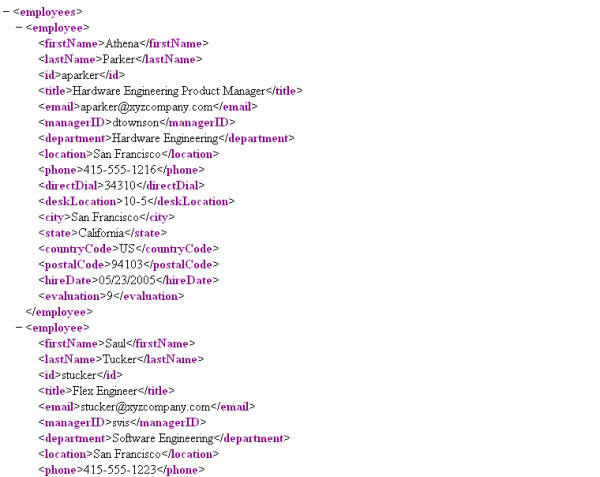 − <employees>
− <employee>
<firstName>Athena</firstName>
<lastName>Parker</lastName>
<id>aparker</id>
<title>Hardware Engineering Product Manager</title>
<email>aparker@xyzcompany.com</email>
<managerID>dtownson</managerID>
<department>Hardware Engineering</department>
<location>San Francisco</location>
<phone>415-555-1216</phone>
<directDial>34310</directDial>
<deskLocation>10-5</deskLocation>
<city>San Francisco</city>
<state>California</state>
<countryCode>US</countryCode>
<postalCode>94103</postalCode>
<hireDate>05/23/2005</hireDate>
<evaluation>9</evaluation>
</employee>
− <employee>
<firstName>Saul</firstName>
<lastName>Tucker</lastName>
<id>stucker</id>
<title>Flex Engineer</title>
<email>stucker@xyzcompany.com</email>
<managerID>svis</managerID>
<department>Software Engineering</department>
<location>San Francisco</location>
<phone>415-555-1223</phone>